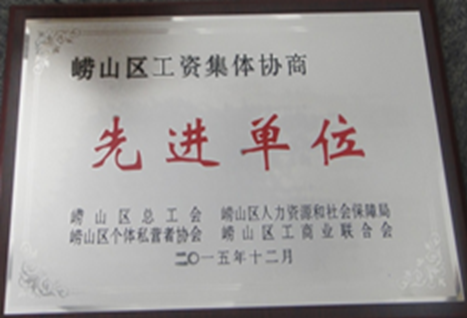 崂山区工资集体协商
先进单位
崂山区总工会 崂山区人力资源和社会保障局
崂山区个体私营者协会 崂山区工商业联合会
二〇一五年十二月